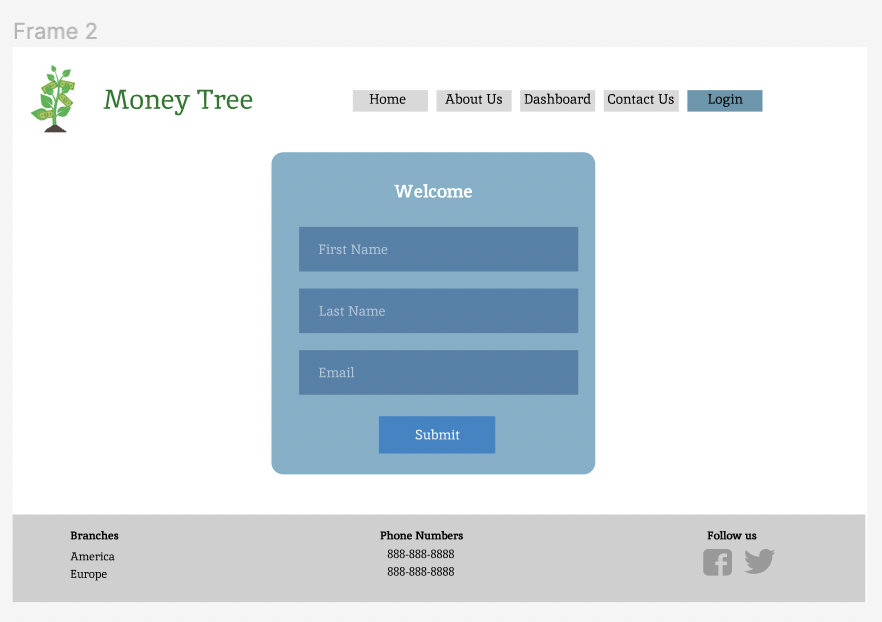 Frame 2
Money Tree
Home
About Us
Dashboard
Contact Us
Login
Welcome
First Name
Last Name
Email
Submit
Branches
America
Europe
Phone Numbers
888-888-8888
888-888-8888
Follow us